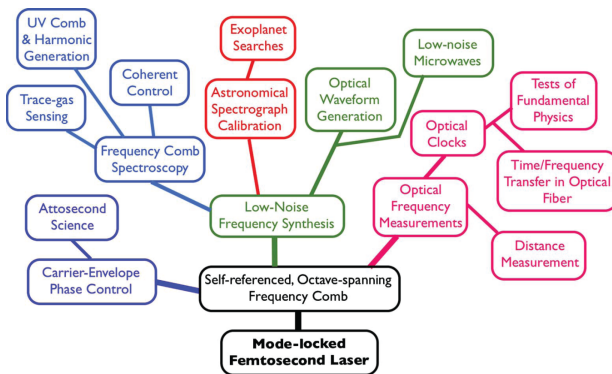 UV Comb
& Harmonic
Generation
Exoplanet
Searches
Low-noise
Microwaves
Coherent
Control
Trace-gas
Sensing
Astronomical
Spectrograph
Calibration
Optical
Waveform
Generation
Tests of
Fundamental
Physics
Optical
Clocks
Frequency Comb
Spectroscopy
Time/Frequency
Transfer in Optical
Fiber
Attosecond
Science
Low-Noise
Frequency Synthesis
Optical
Frequency
Measurements
Distance
Measurement
Carrier-Envelope
Phase Control
Self-referenced, Octave-spanning
Frequency Comb
Mode-locked
Femtosecond Laser